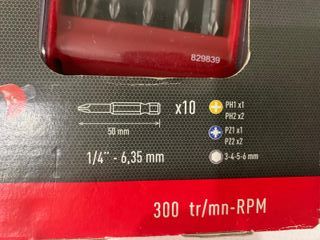 829839
x10
PH1 x1
PH2 x2
50 mm
PZ1 x1
PZ2 x2
1/4" - 6,35 mm
3-4-5-6 mm
300 tr/mn-RPM